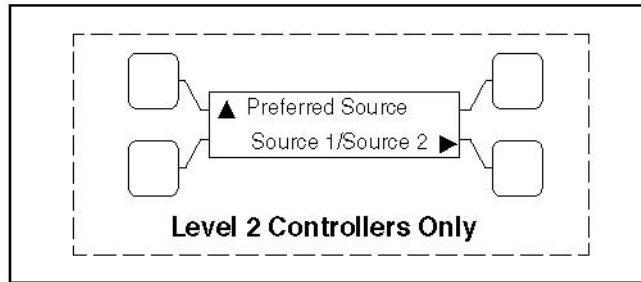 ▲ Preferred Source
Source 1/Source 2 ▶
Level 2 Controllers Only